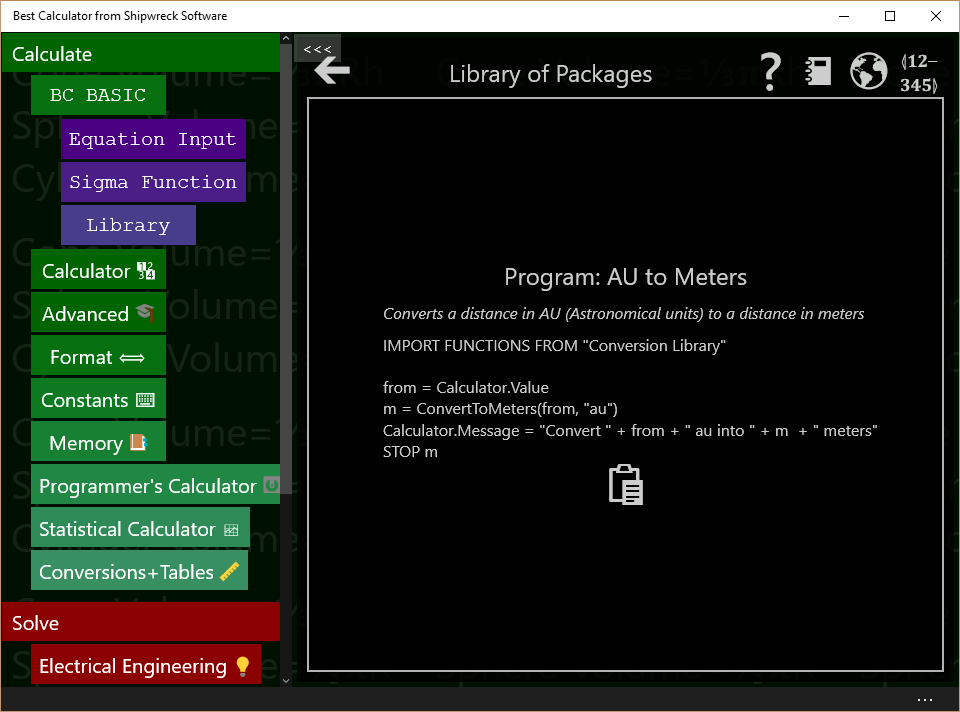 Best Calculator from Shipwreck Software
Calculate
BC BASIC
Equation Input
Sigma Function
Library
Calculator
Advanced
Format
Constants
Memory
Programmer's Calculator
Statistical Calculator
Conversions+Tables
Solve
Electrical Engineering
<<<
Library of Packages
?
(12–
345)
Program: AU to Meters
Converts a distance in AU (Astronomical units) to a distance in meters
IMPORT FUNCTIONS FROM "Conversion Library"
from = Calculator.Value
m = ConvertToMeters(from, "au")
Calculator.Message = "Convert " + from + " au into " + m  + " meters"
STOP m
...